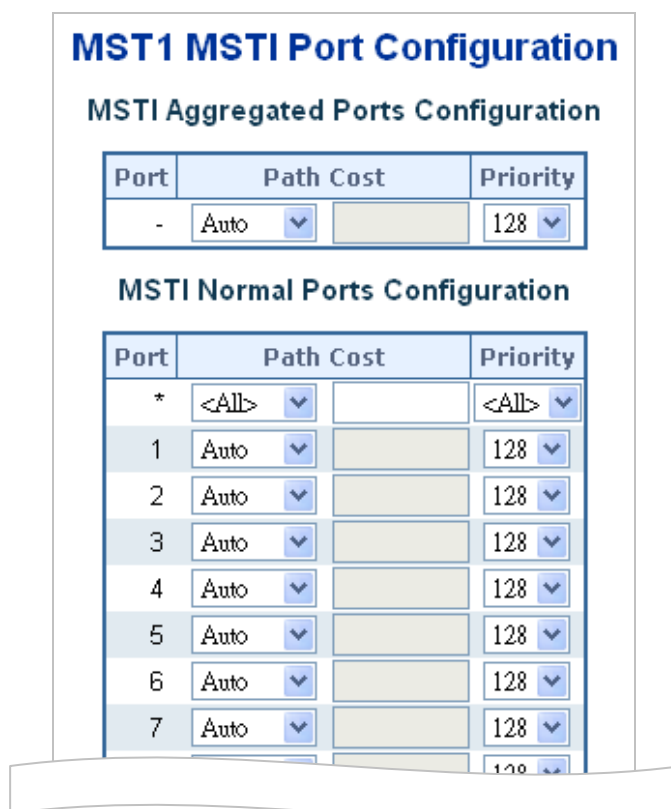 MST1 MSTI Port Configuration
MSTI Aggregated Ports Configuration
Port Path Cost Priority
- Auto 128
MSTI Normal Ports Configuration
Port Path Cost Priority
* <All> <All>
1 Auto 128
2 Auto 128
3 Auto 128
4 Auto 128
5 Auto 128
6 Auto 128
7 Auto 128